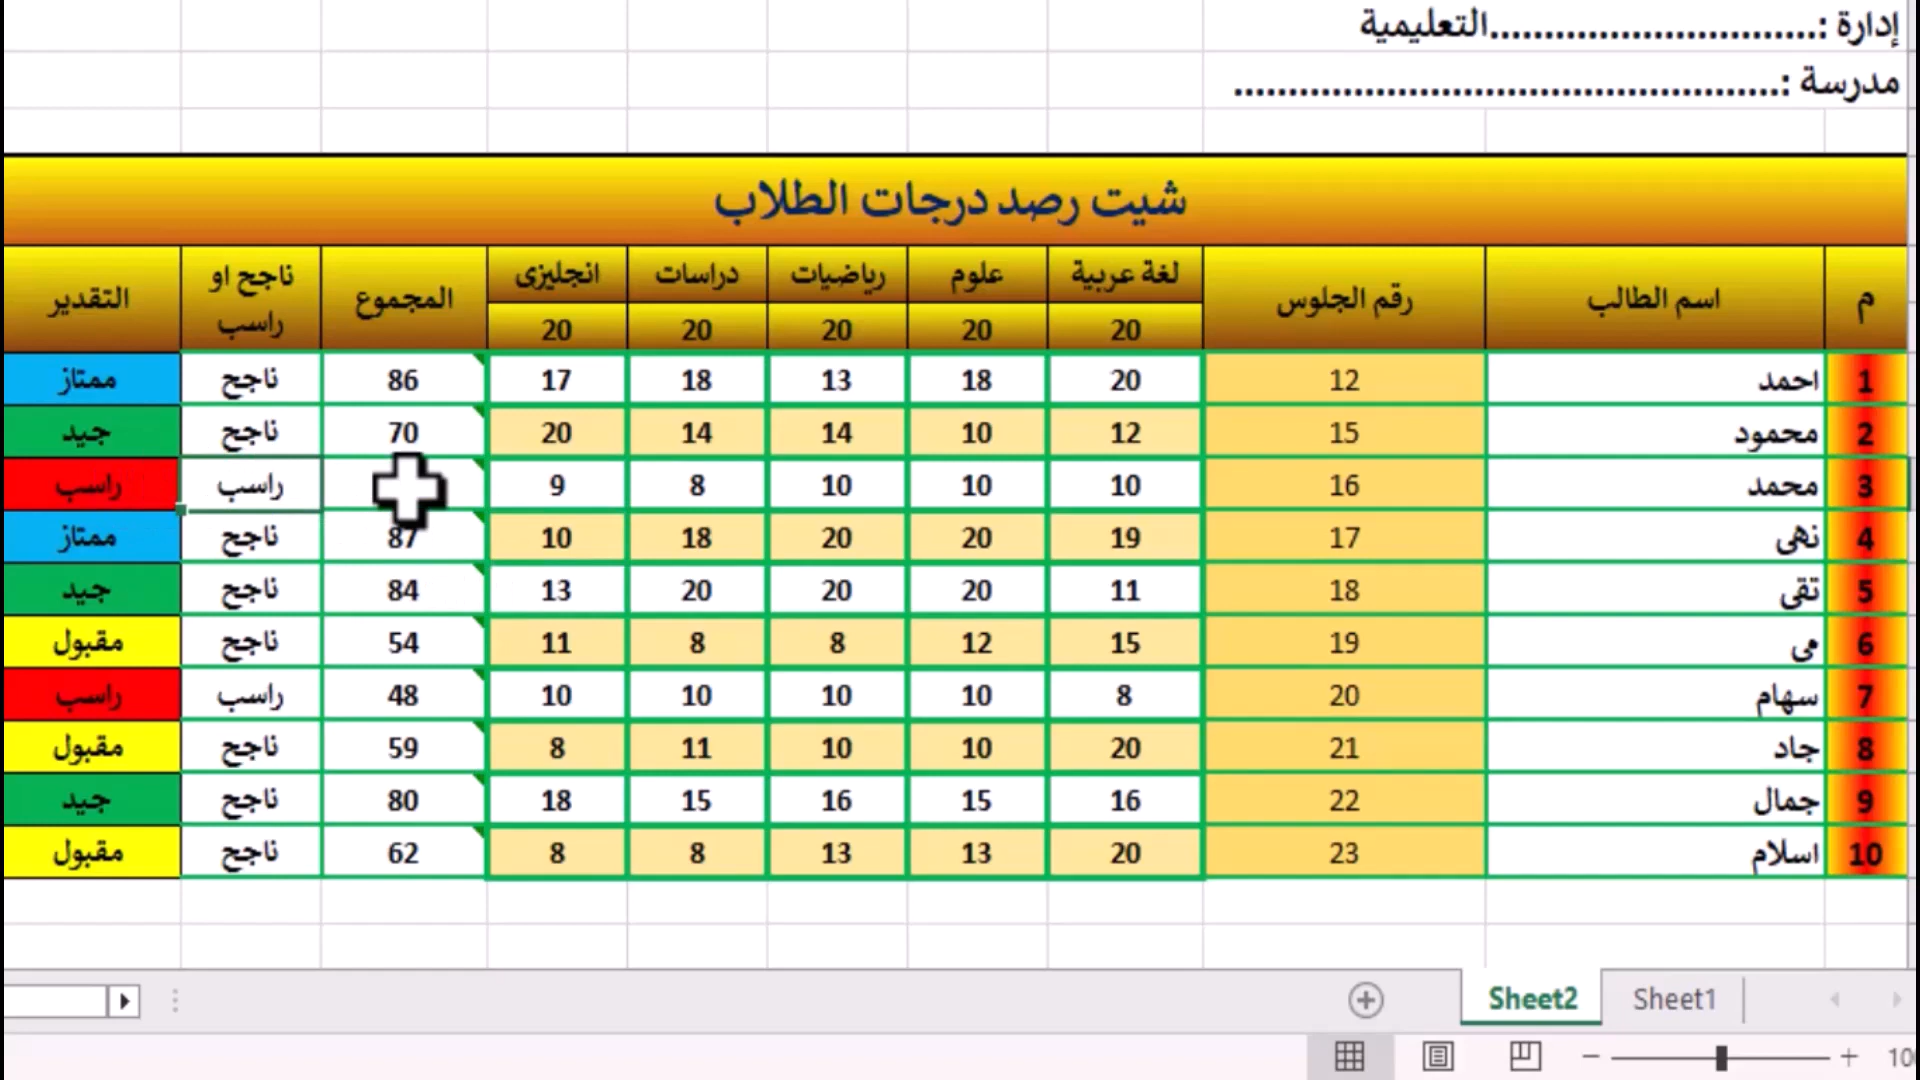 إدارة :..............................التعليمية
مدرسة :..................................................
شيت رصد درجات الطلاب
م اسم الطالب رقم الجلوس لغة عربية علوم رياضيات دراسات انجليزى المجموع ناجح او راسب التقدير
20 20 20 20 20
1 احمد 12 20 18 13 18 17 86 ناجح ممتاز
2 محمود 15 12 10 14 14 20 70 ناجح جيد
3 محمد 16 10 10 10 8 9 راسب راسب
4 نهى 17 19 20 20 18 10 87 ناجح ممتاز
5 تقى 18 11 20 20 20 13 84 ناجح جيد
6 مى 19 15 12 8 8 11 54 ناجح مقبول
7 سهام 20 8 10 10 10 10 48 راسب راسب
8 جاد 21 20 10 10 11 8 59 ناجح مقبول
9 جمال 22 16 15 16 15 18 80 ناجح جيد
10 اسلام 23 20 13 13 8 8 62 ناجح مقبول
Sheet1 Sheet2